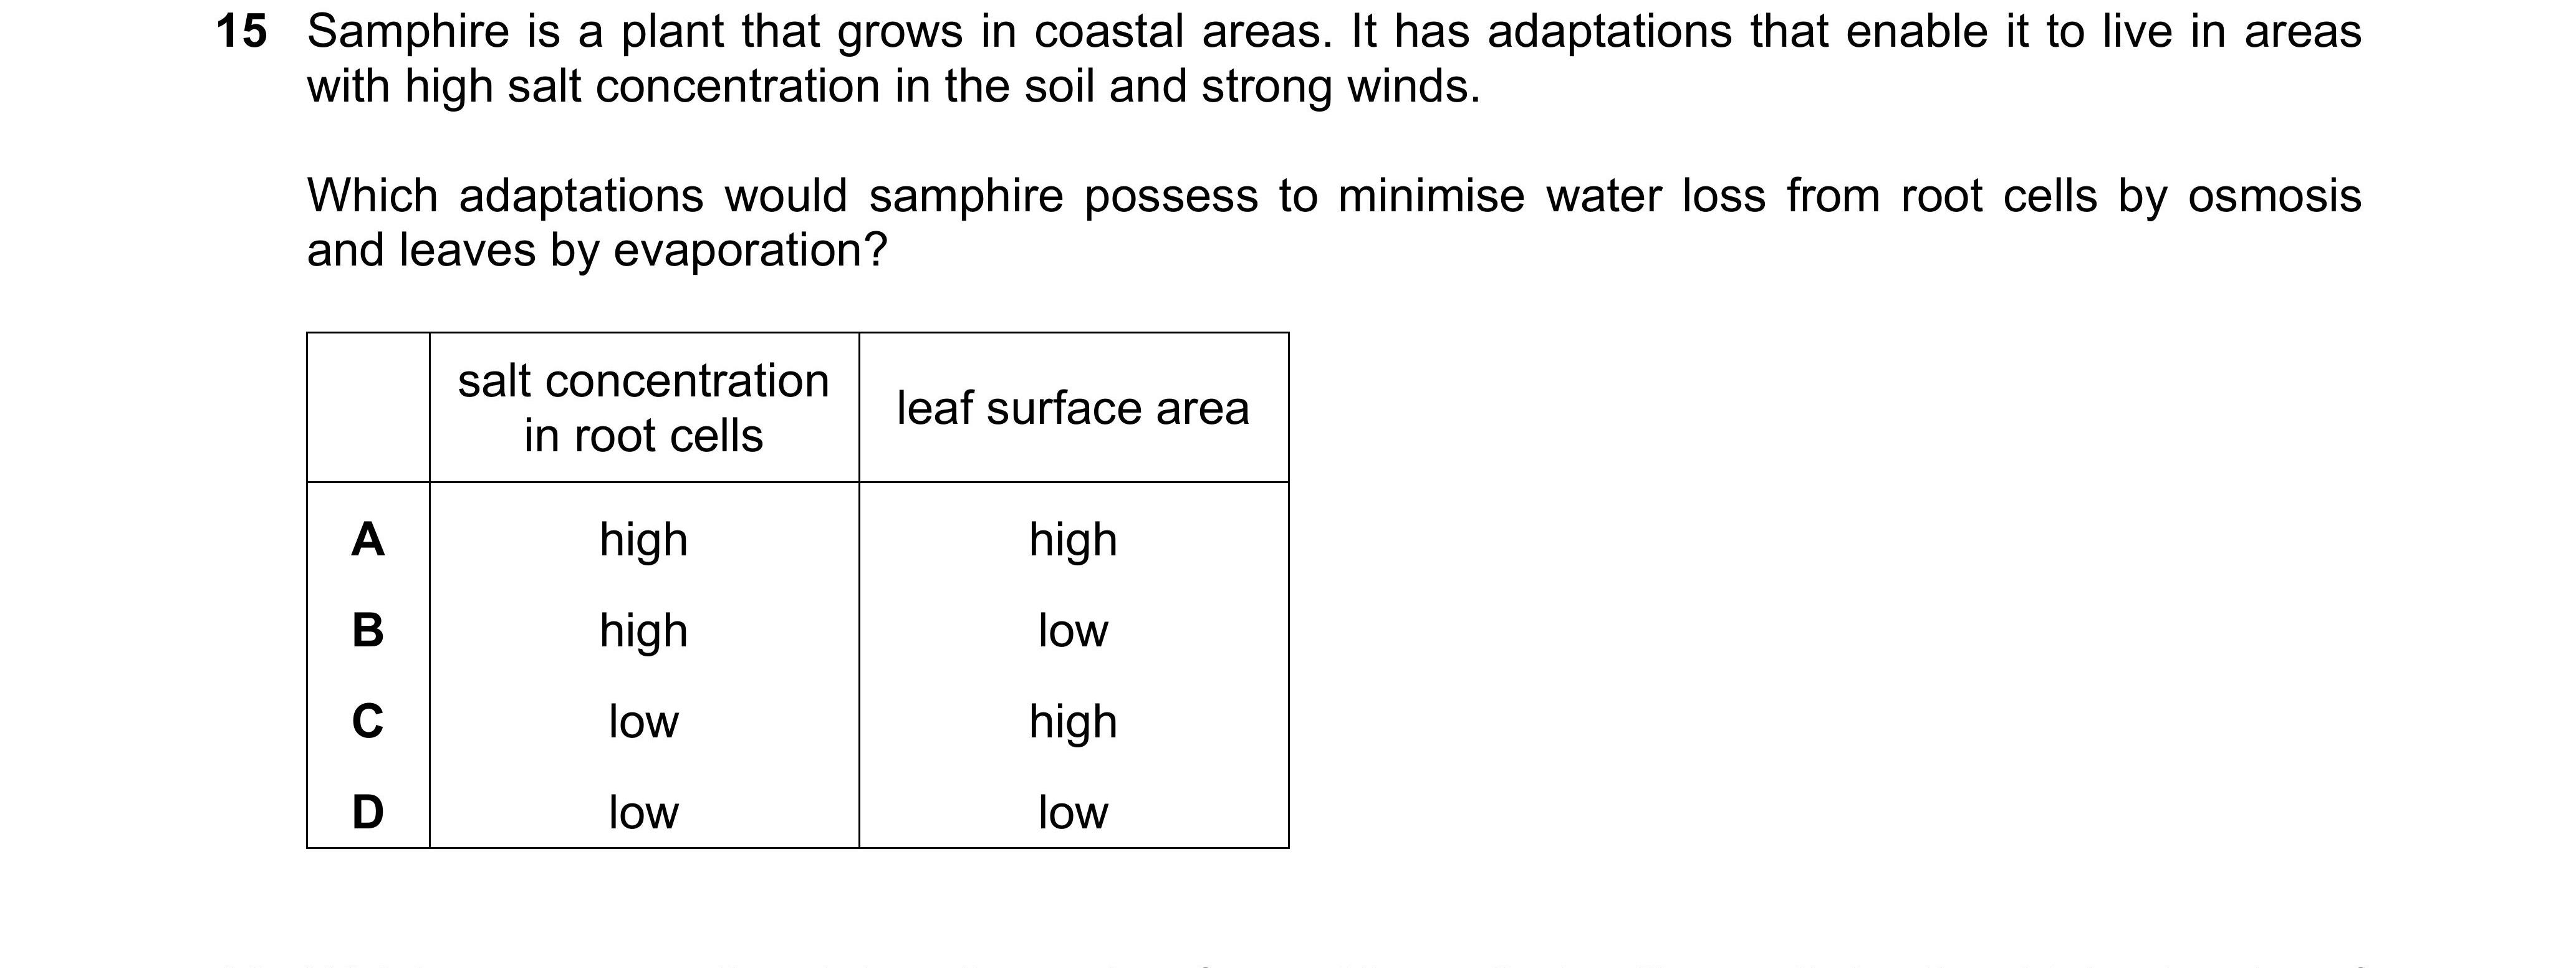 15 Samphire is a plant that grows in coastal areas. It has adaptations that enable it to live in areas
with high salt concentration in the soil and strong winds.
Which adaptations would samphire possess to minimise water loss from root cells by osmosis
and leaves by evaporation?
salt concentration
in root cells
leaf surface area
A high high
B high low
C low high
D low low